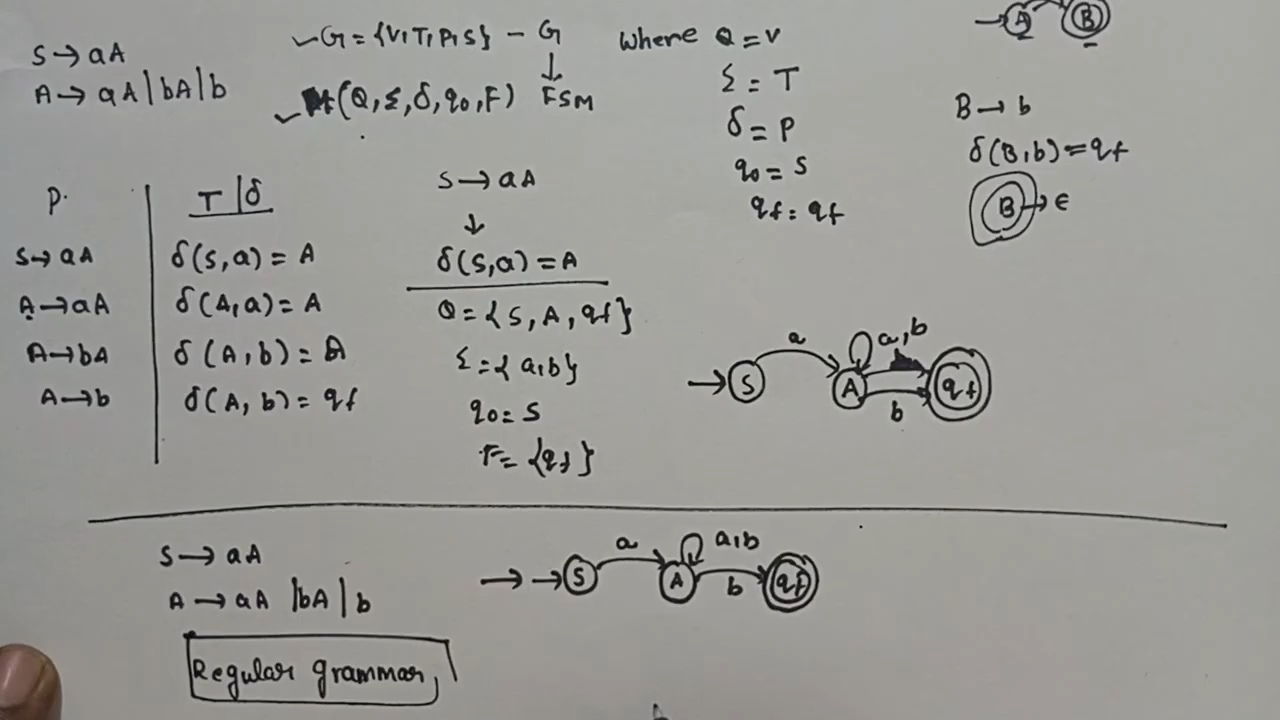 S → aA
A → aA | bA | b
✓ G = {V, T, P, S} - G
↓
✓ M (Q, Σ, δ, q0, F) FSM
where Q = V
Σ = T
δ = P
q0 = S
qf = qf
A B
B → b
δ(B, b) = qf
B → ε
P. T | δ
S → aA δ(S, a) = A
A → aA δ(A, a) = A
A → bA δ(A, b) = A
A → b δ(A, b) = qf
S → aA
↓
δ(S, a) = A
Q = {S, A, qf}
Σ = {a, b}
q0 = S
F = {qf}
→ S a A a, b b qf
S → aA
A → aA | bA | b
→ → S a A a, b b qf
Regular grammar,